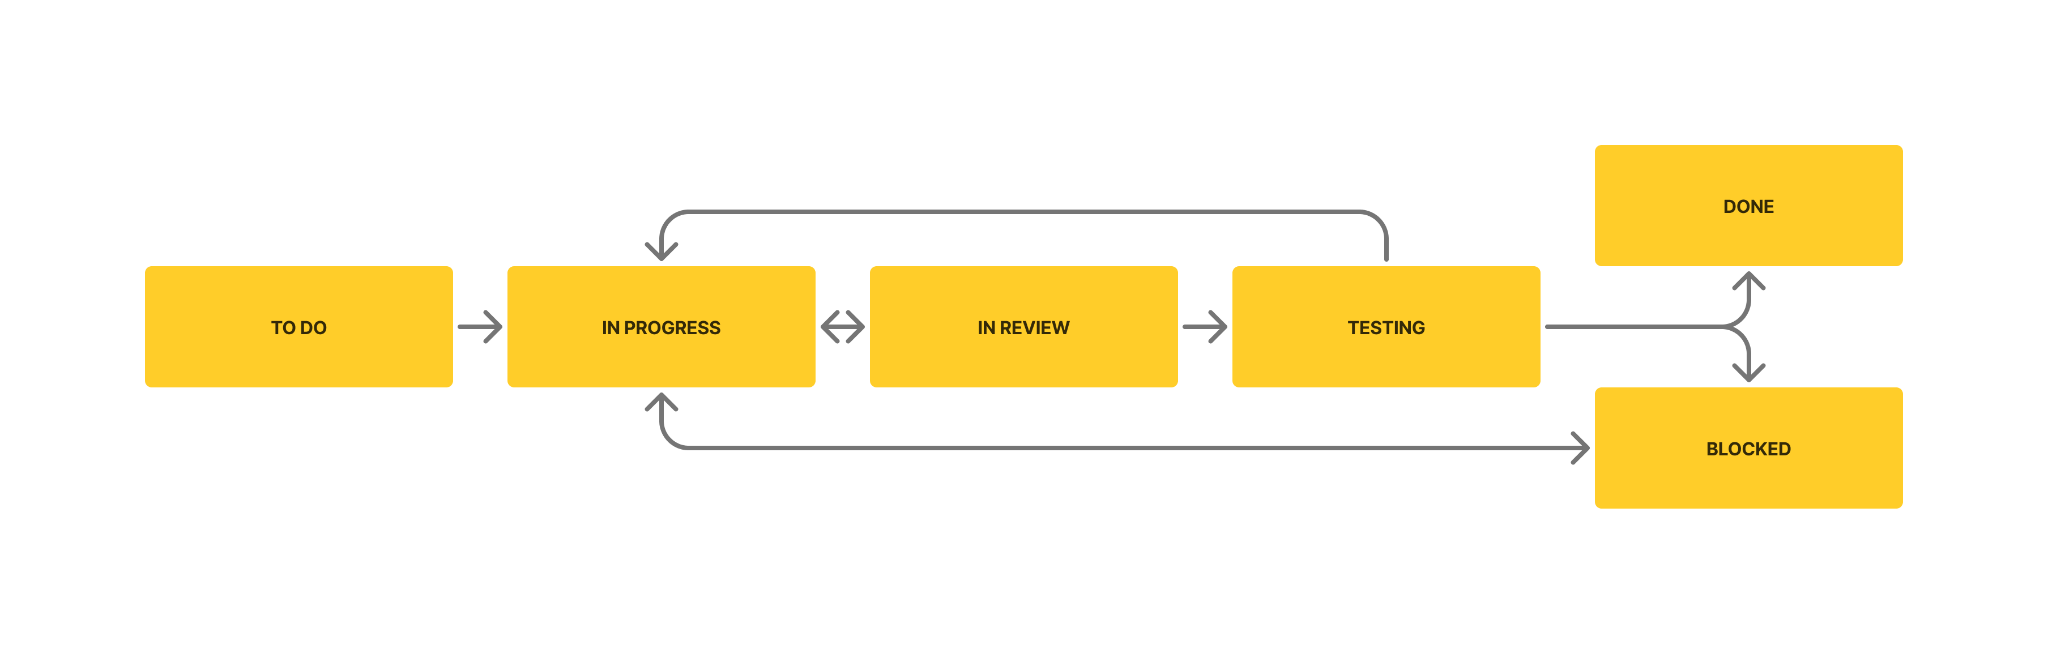 DONE
TO DO
IN PROGRESS
IN REVIEW
TESTING
BLOCKED